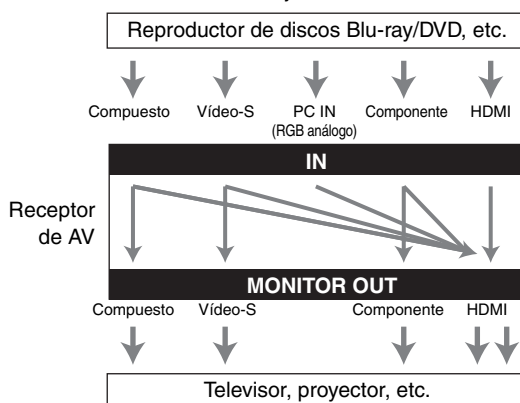 Reproductor de discos Blu-ray/DVD, etc.
Compuesto Vídeo-S PC IN Componente HDMI
(RGB análogo)
IN
Receptor
de AV
MONITOR OUT
Compuesto Vídeo-S Componente HDMI
Televisor, proyector, etc.